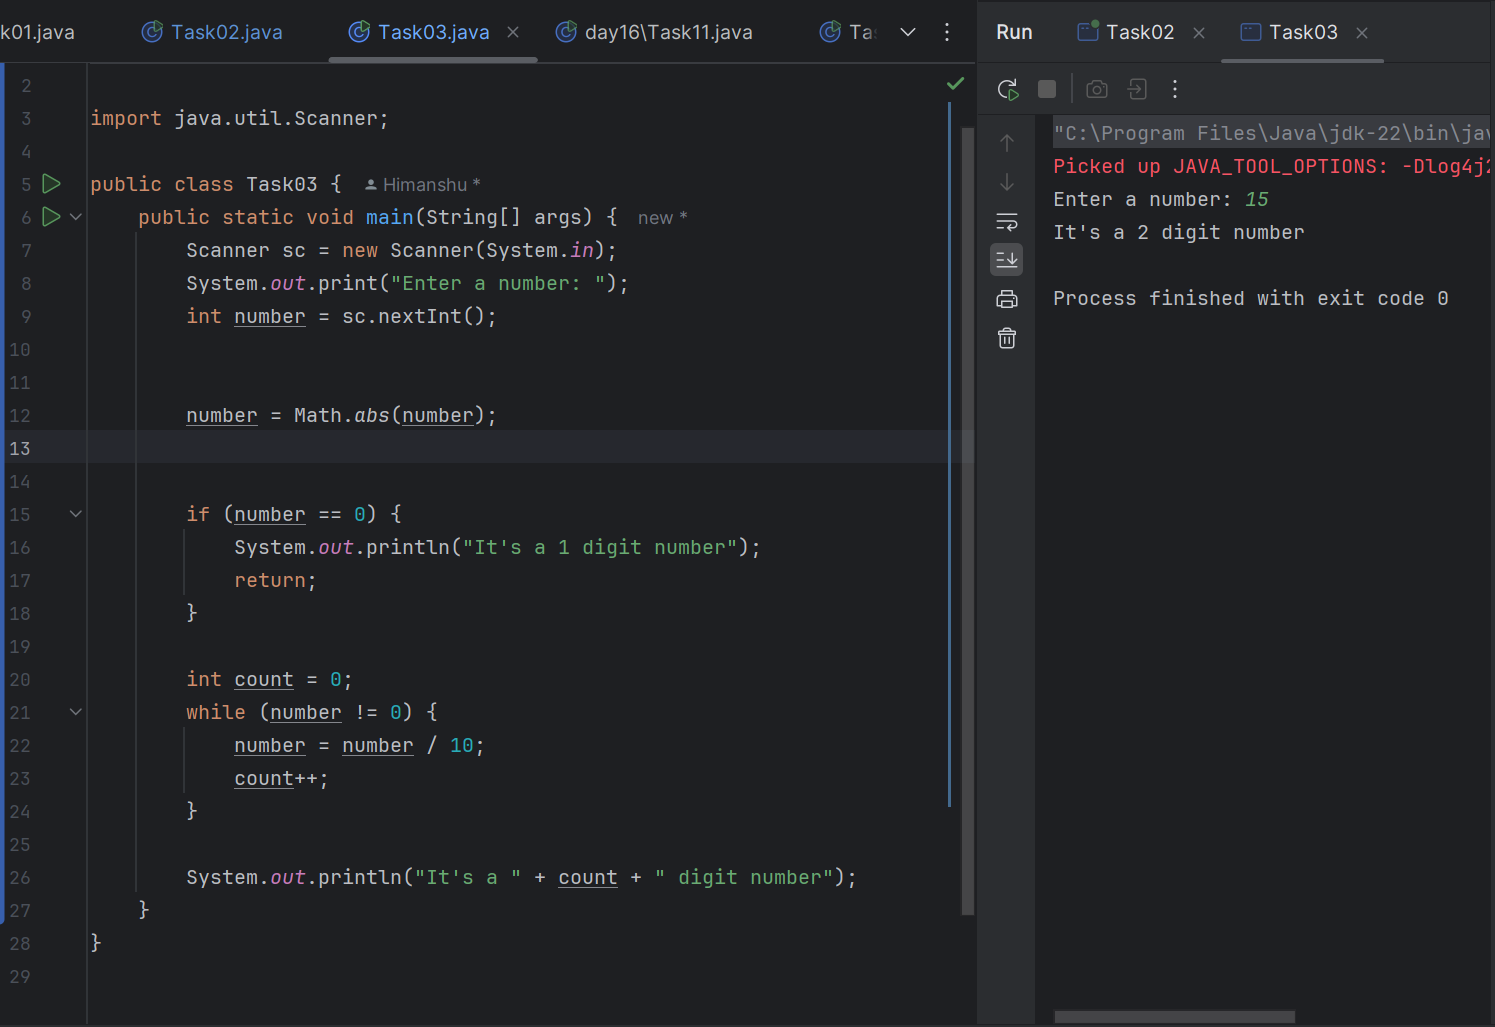 k01.java Task02.java Task03.java day16\Task11.java Ta
Run Task02 Task03
2
3 import java.util.Scanner;
4
5 public class Task03 { Himanshu *
6 public static void main(String[] args) { new *
7 Scanner sc = new Scanner(System.in);
8 System.out.print("Enter a number: ");
9 int number = sc.nextInt();
10
11
12 number = Math.abs(number);
13
14
15 if (number == 0) {
16 System.out.println("It's a 1 digit number");
17 return;
18 }
19
20 int count = 0;
21 while (number != 0) {
22 number = number / 10;
23 count++;
24 }
25
26 System.out.println("It's a " + count + " digit number");
27 }
28 }
29
"C:\Program Files\Java\jdk-22\bin\jav
Picked up JAVA_TOOL_OPTIONS: -Dlog4j2
Enter a number: 15
It's a 2 digit number
Process finished with exit code 0